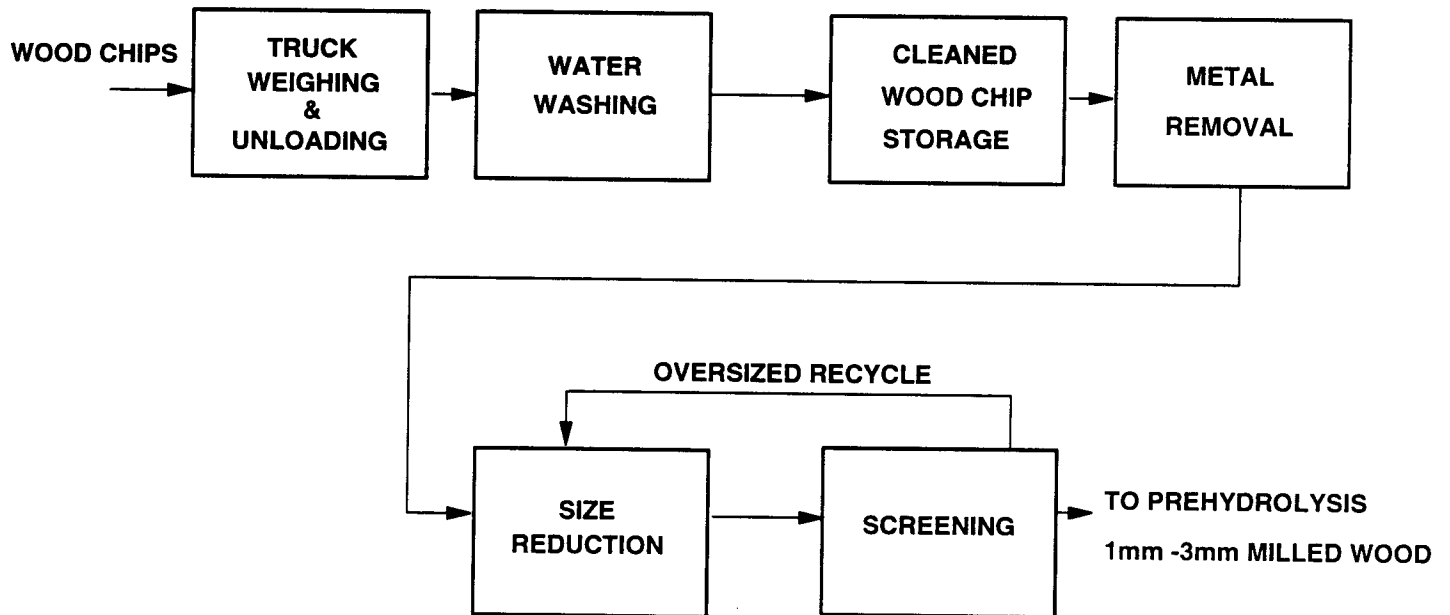 WOOD CHIPS
TRUCK
WEIGHING
&
UNLOADING
WATER
WASHING
CLEANED
WOOD CHIP
STORAGE
METAL
REMOVAL
OVERSIZED RECYCLE
SIZE
REDUCTION
SCREENING
TO PREHYDROLYSIS
1mm -3mm MILLED WOOD